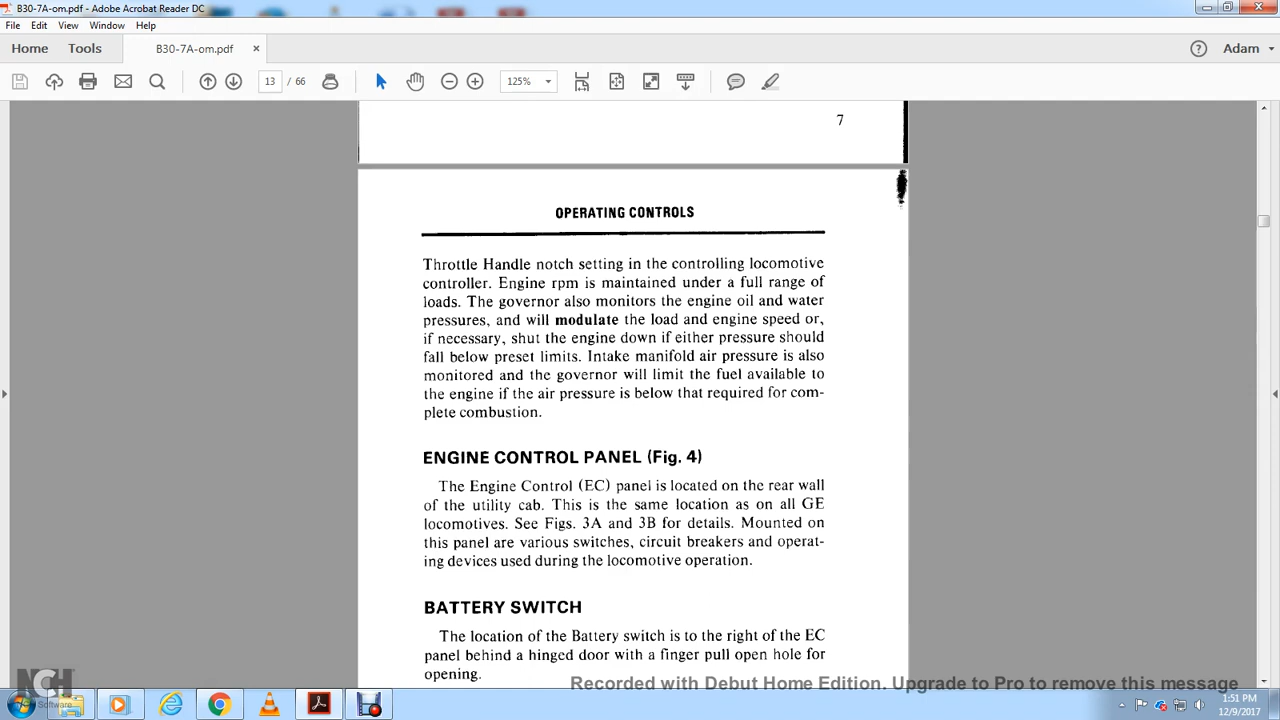 B30-7A-om.pdf - Adobe Acrobat Reader DC
File Edit View Window Help
Home Tools B30-7A-om.pdf × ? Adam
13 / 66 125%
7
OPERATING CONTROLS
Throttle Handle notch setting in the controlling locomotive
controller. Engine rpm is maintained under a full range of
loads. The governor also monitors the engine oil and water
pressures, and will modulate the load and engine speed or,
if necessary, shut the engine down if either pressure should
fall below preset limits. Intake manifold air pressure is also
monitored and the governor will limit the fuel available to
the engine if the air pressure is below that required for com-
plete combustion.
ENGINE CONTROL PANEL (Fig. 4)
The Engine Control (EC) panel is located on the rear wall
of the utility cab. This is the same location as on all GE
locomotives. See Figs. 3A and 3B for details. Mounted on
this panel are various switches, circuit breakers and operat-
ing devices used during the locomotive operation.
BATTERY SWITCH
The location of the Battery switch is to the right of the EC
panel behind a hinged door with a finger pull open hole for
opening.
NCH Software
Recorded with Debut Home Edition. Upgrade to Pro to remove this message
1:51 PM
12/9/2017